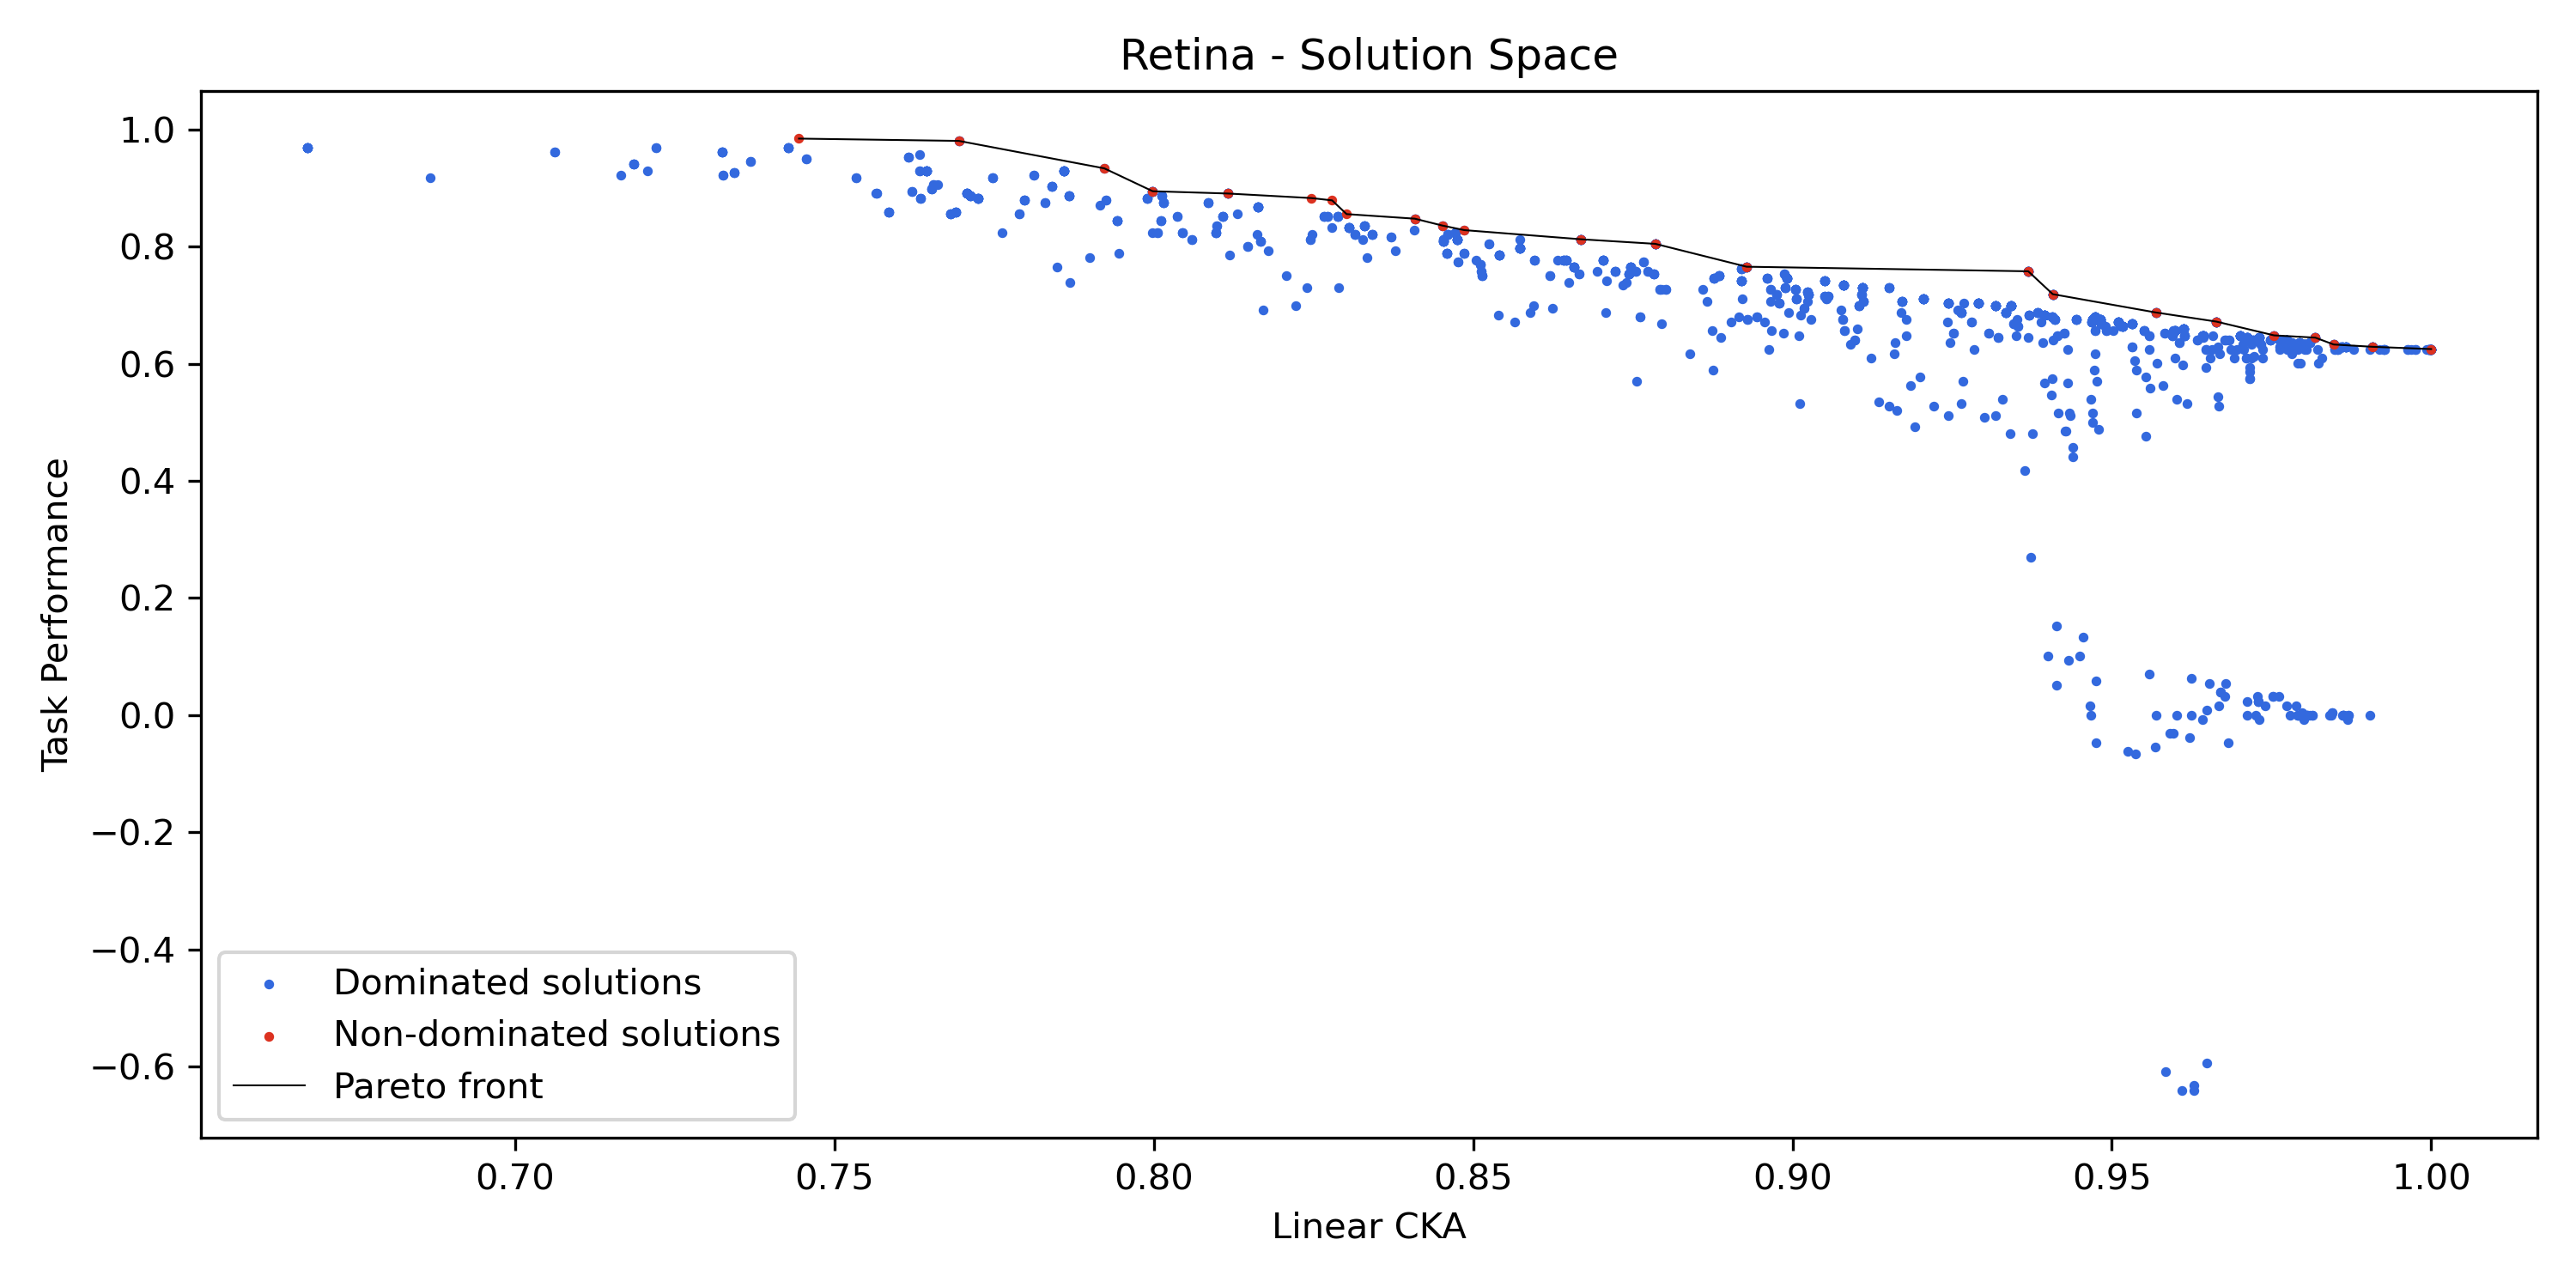 Retina - Solution Space
1.0
0.8
0.6
0.4
0.2
0.0
−0.2
−0.4
−0.6
Task Performance
Dominated solutions
Non-dominated solutions
Pareto front
0.70
0.75
0.80
0.85
0.90
0.95
1.00
Linear CKA